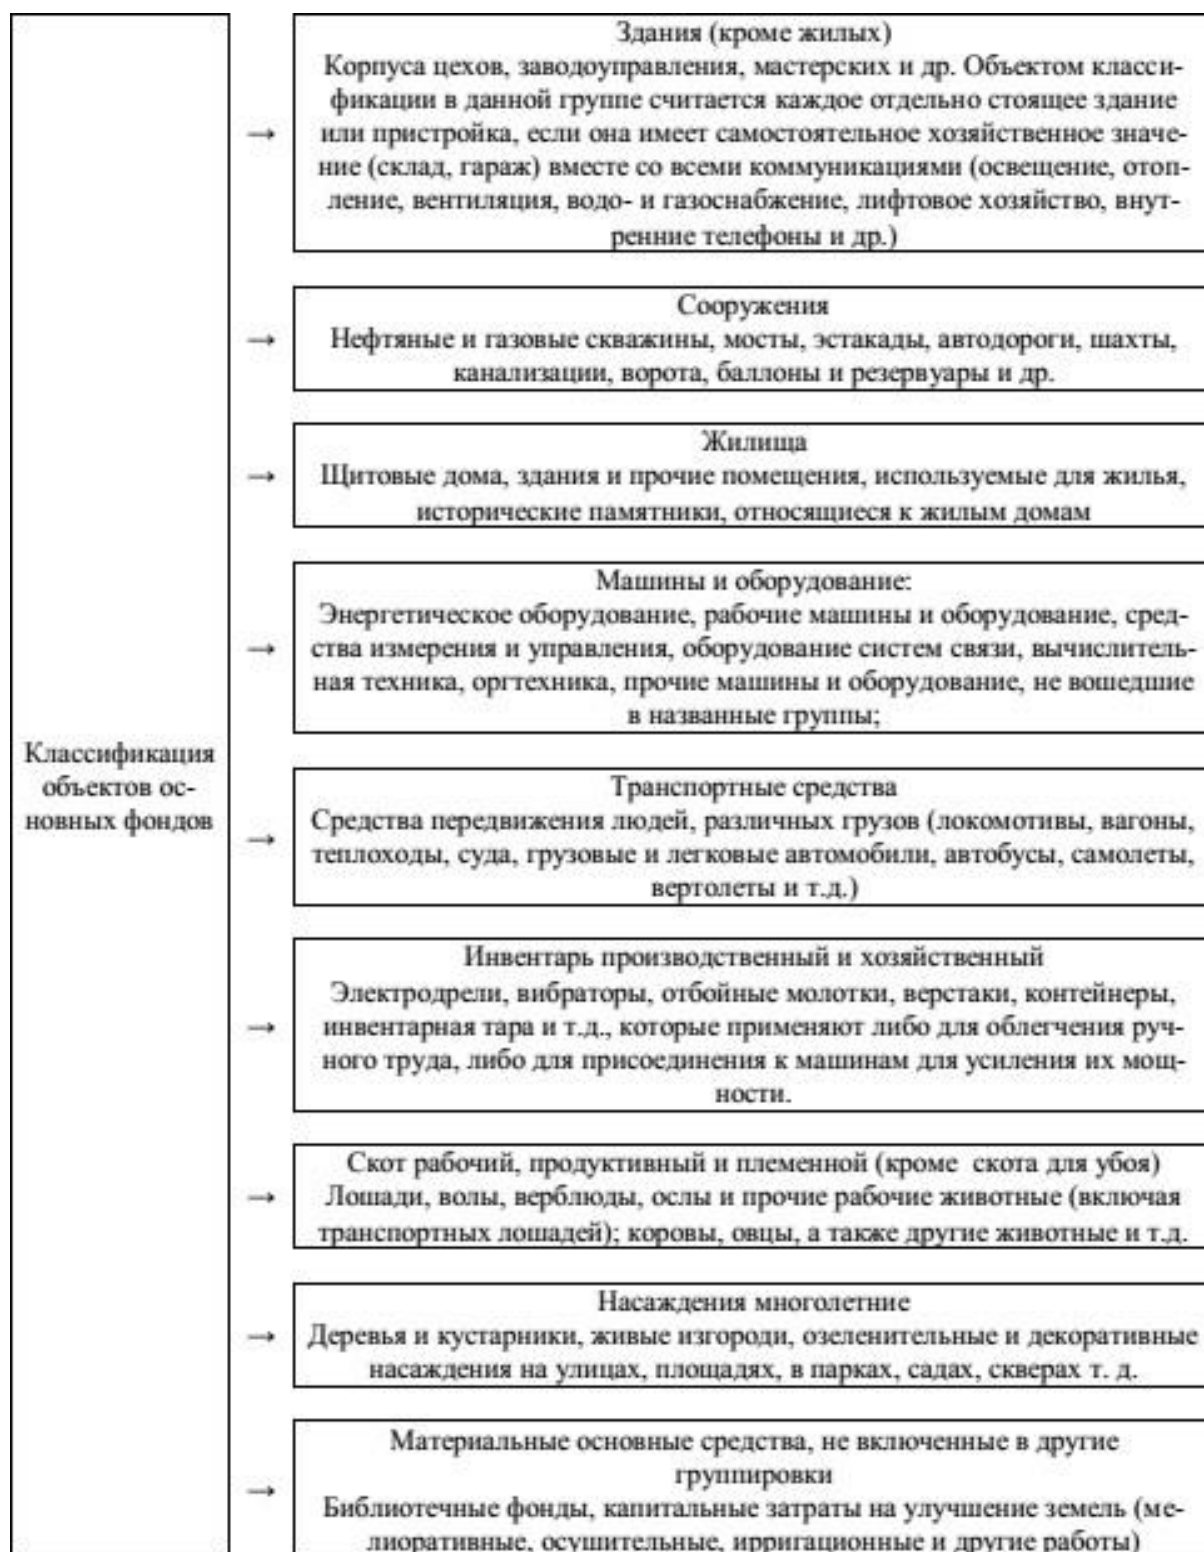 Классификация
объектов ос-
новных фондов
Здания (кроме жилых)
Корпуса цехов, заводоуправления, мастерских и др. Объектом класси-
фикации в данной группе считается каждое отдельно стоящее здание
или пристройка, если она имеет самостоятельное хозяйственное значе-
ние (склад, гараж) вместе со всеми коммуникациями (освещение, отоп-
ление, вентиляция, водо- и газоснабжение, лифтовое хозяйство, внут-
ренние телефоны и др.)
Сооружения
Нефтяные и газовые скважины, мосты, эстакады, автодороги, шахты,
канализации, ворота, баллоны и резервуары и др.
Жилища
Щитовые дома, здания и прочие помещения, используемые для жилья,
исторические памятники, относящиеся к жилым домам
Машины и оборудование:
Энергетическое оборудование, рабочие машины и оборудование, сред-
ства измерения и управления, оборудование систем связи, вычислитель-
ная техника, оргтехника, прочие машины и оборудование, не вошедшие
в названные группы;
Транспортные средства
Средства передвижения людей, различных грузов (локомотивы, вагоны,
теплоходы, суда, грузовые и легковые автомобили, автобусы, самолеты,
вертолеты и т.д.)
Инвентарь производственный и хозяйственный
Электродрели, вибраторы, отбойные молотки, верстаки, контейнеры,
инвентарная тара и т.д., которые применяют либо для облегчения руч-
ного труда, либо для присоединения к машинам для усиления их мощ-
ности.
Скот рабочий, продуктивный и племенной (кроме скота для убоя)
Лошади, волы, верблюды, ослы и прочие рабочие животные (включая
транспортных лошадей); коровы, овцы, а также другие животные и т.д.
Насаждения многолетние
Деревья и кустарники, живые изгороди, озеленительные и декоративные
насаждения на улицах, площадях, в парках, садах, скверах т. д.
Материальные основные средства, не включенные в другие
группировки
Библиотечные фонды, капитальные затраты на улучшение земель (ме-
лиоративные, осушительные, ирригационные и другие работы)